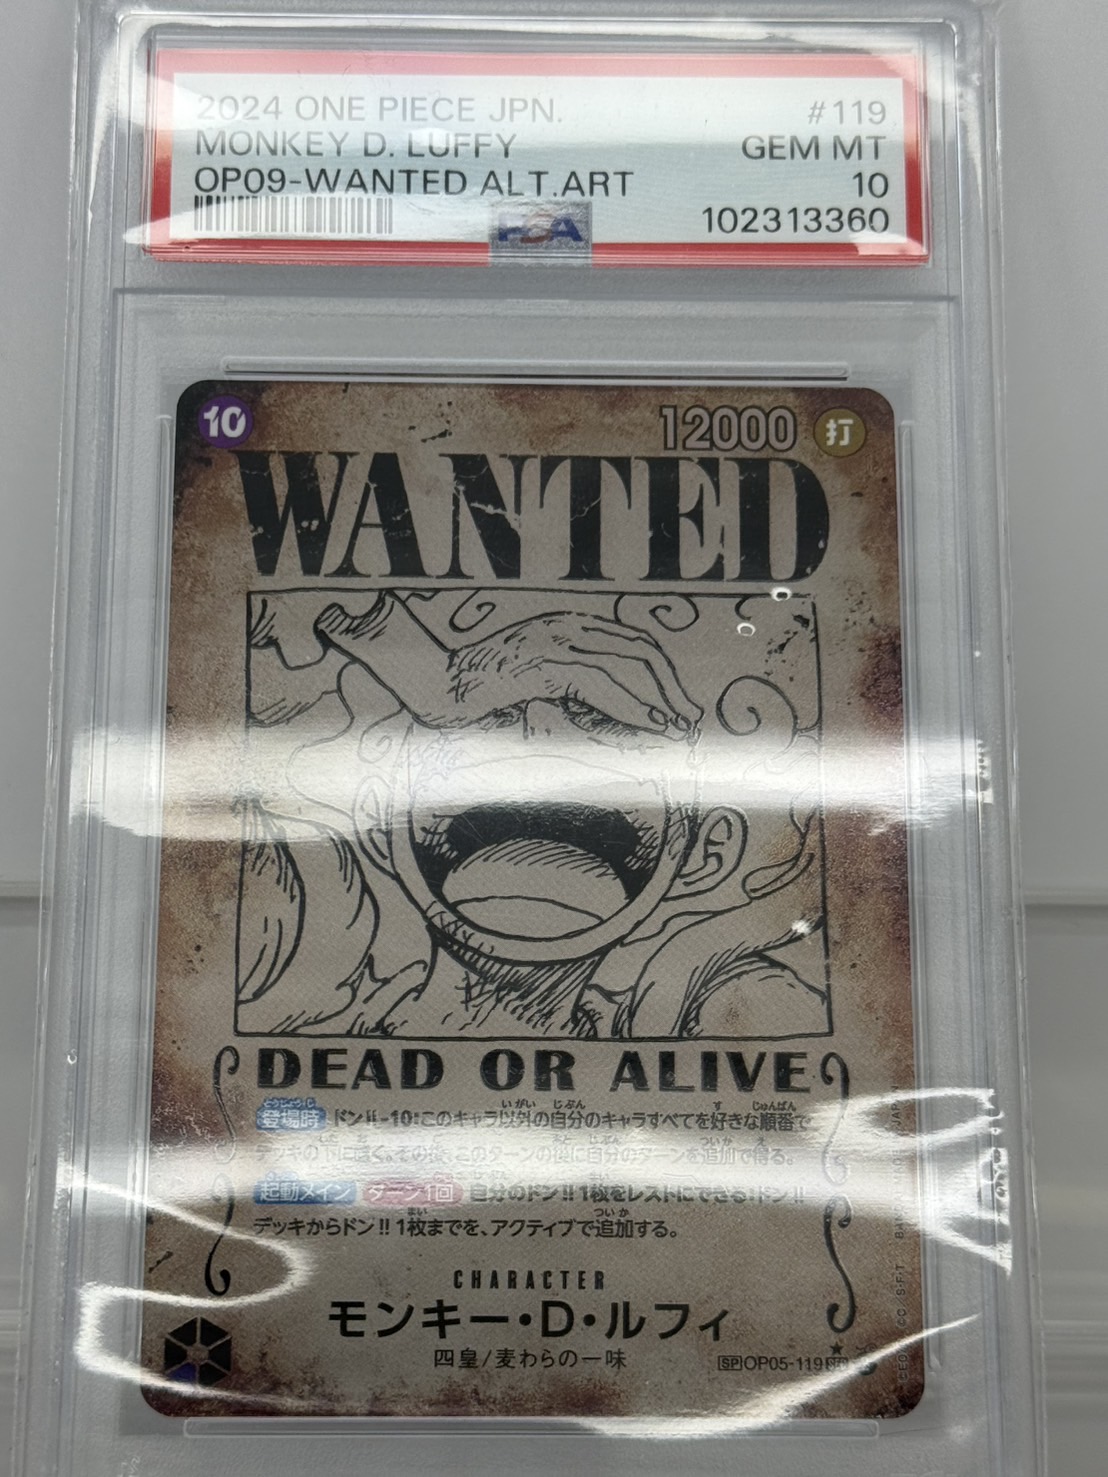 2024 ONE PIECE JPN. #119
MONKEY D. LUFFY GEM MT
OP09-WANTED ALT.ART 10
PSA 102313360
10 12000 打
WANTED
DEAD OR ALIVE
登場時 ドン!!-10:このキャラ以外の自分のキャラすべてを好きな順番で
デッキの下に置く。その後、このターンの後に自分のターンを追加で得る。
起動メイン ターン1回 自分のドン!!1枚をレストにできる:ドン!!
デッキからドン!!1枚までを、アクティブで追加する。
CHARACTER
モンキー・D・ルフィ
四皇/麦わらの一味
SP OP05-119